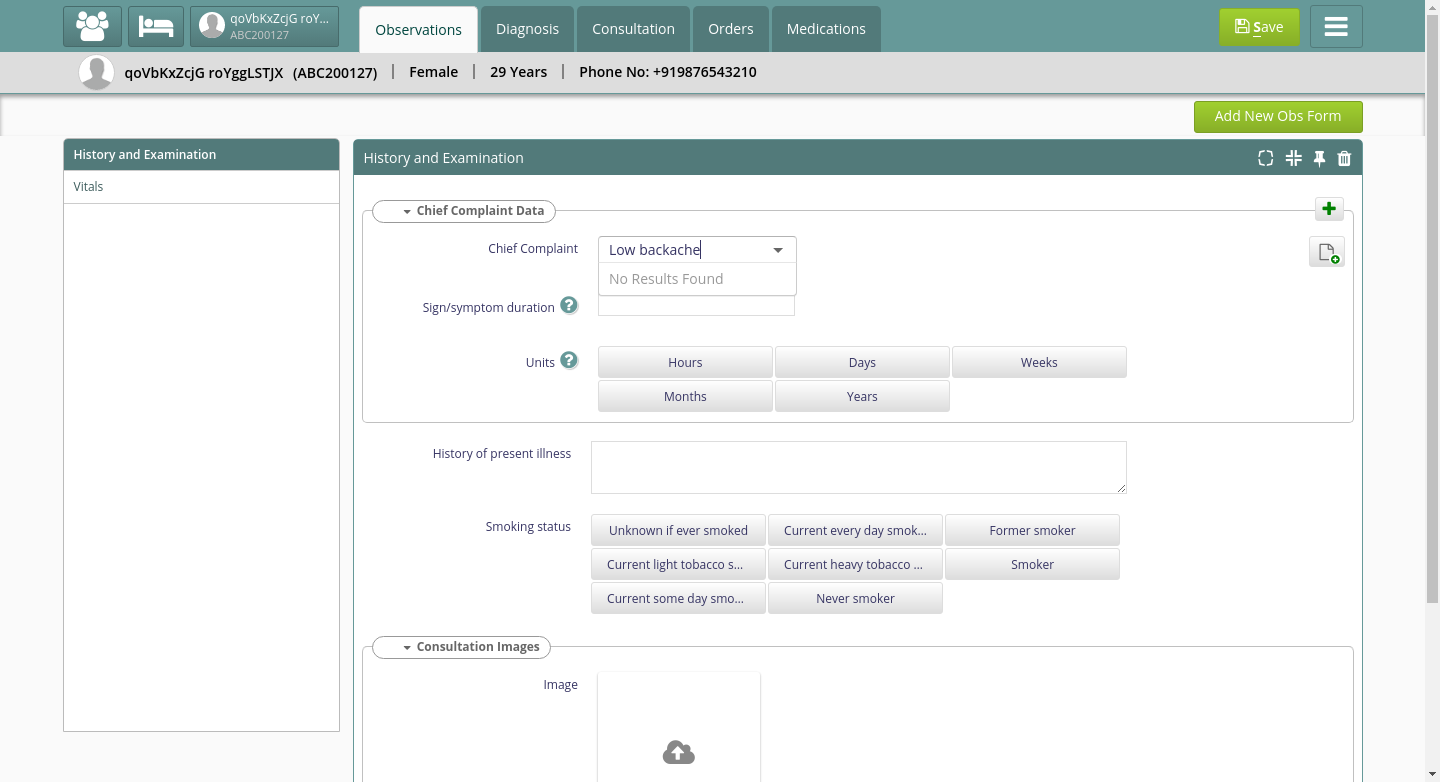 qoVbKxZcjG roY...
ABC200127
Observations
Diagnosis
Consultation
Orders
Medications
Save
qoVbKxZcjG roYggLSTJX (ABC200127) | Female | 29 Years | Phone No: +919876543210
Add New Obs Form
History and Examination
Vitals
History and Examination
Chief Complaint Data
Chief Complaint
Low backache
No Results Found
Sign/symptom duration ?
Units ?
Hours
Days
Weeks
Months
Years
History of present illness
Smoking status
Unknown if ever smoked
Current every day smok...
Former smoker
Current light tobacco s...
Current heavy tobacco ...
Smoker
Current some day smo...
Never smoker
Consultation Images
Image